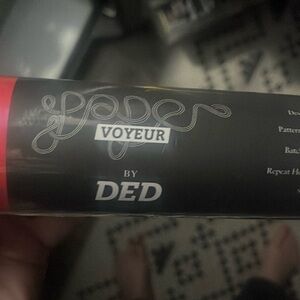 Paper
VOYEUR
BY
DED
Patter
Batc
Repeat H